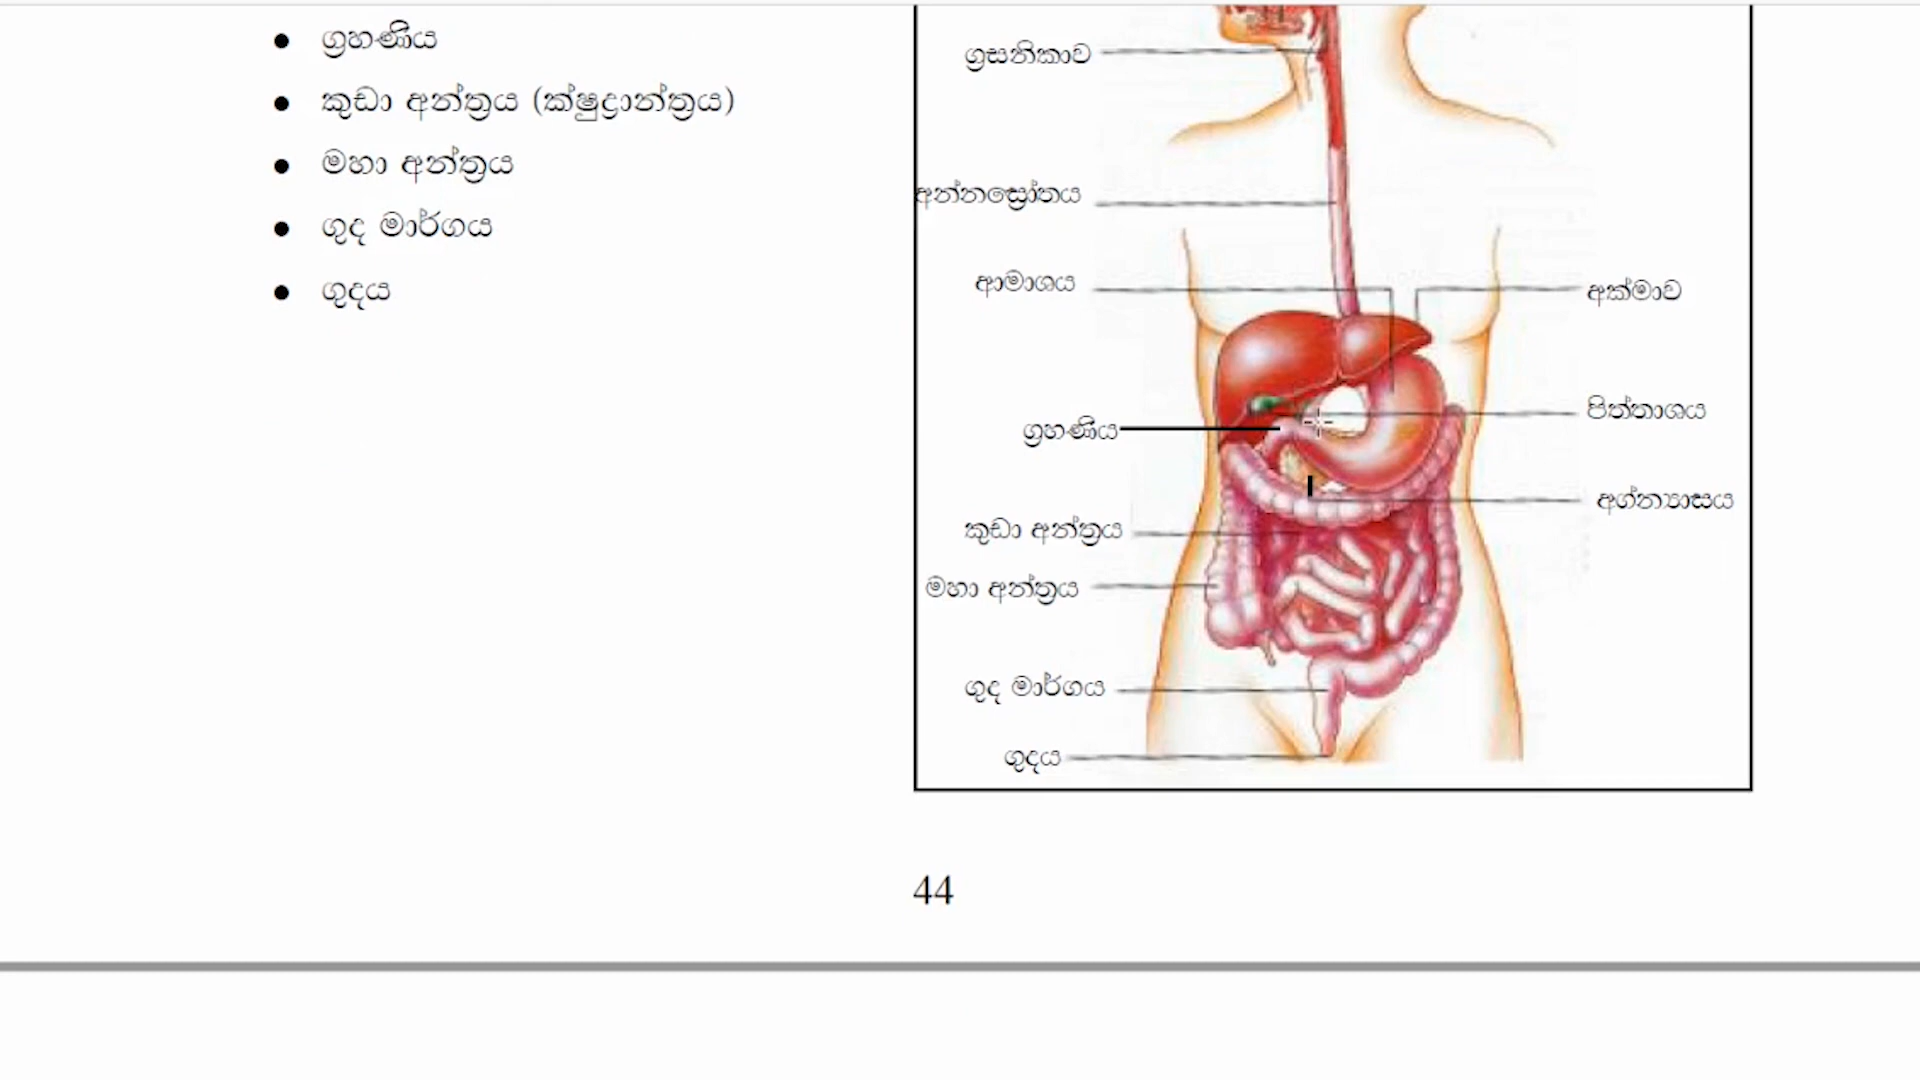 ● ග්‍රහණිය
● කුඩා අන්ත්‍රය (ක්ෂුද්‍රාන්ත්‍රය)
● මහා අන්ත්‍රය
● ගුද මාර්ගය
● ගුදය
ග්‍රසනිකාව
අන්නස්‍රෝතය
ආමාශය
අක්මාව
පිත්තාශය
ග්‍රහණිය
අග්න්‍යාසය
කුඩා අන්ත්‍රය
මහා අන්ත්‍රය
ගුද මාර්ගය
ගුදය
44